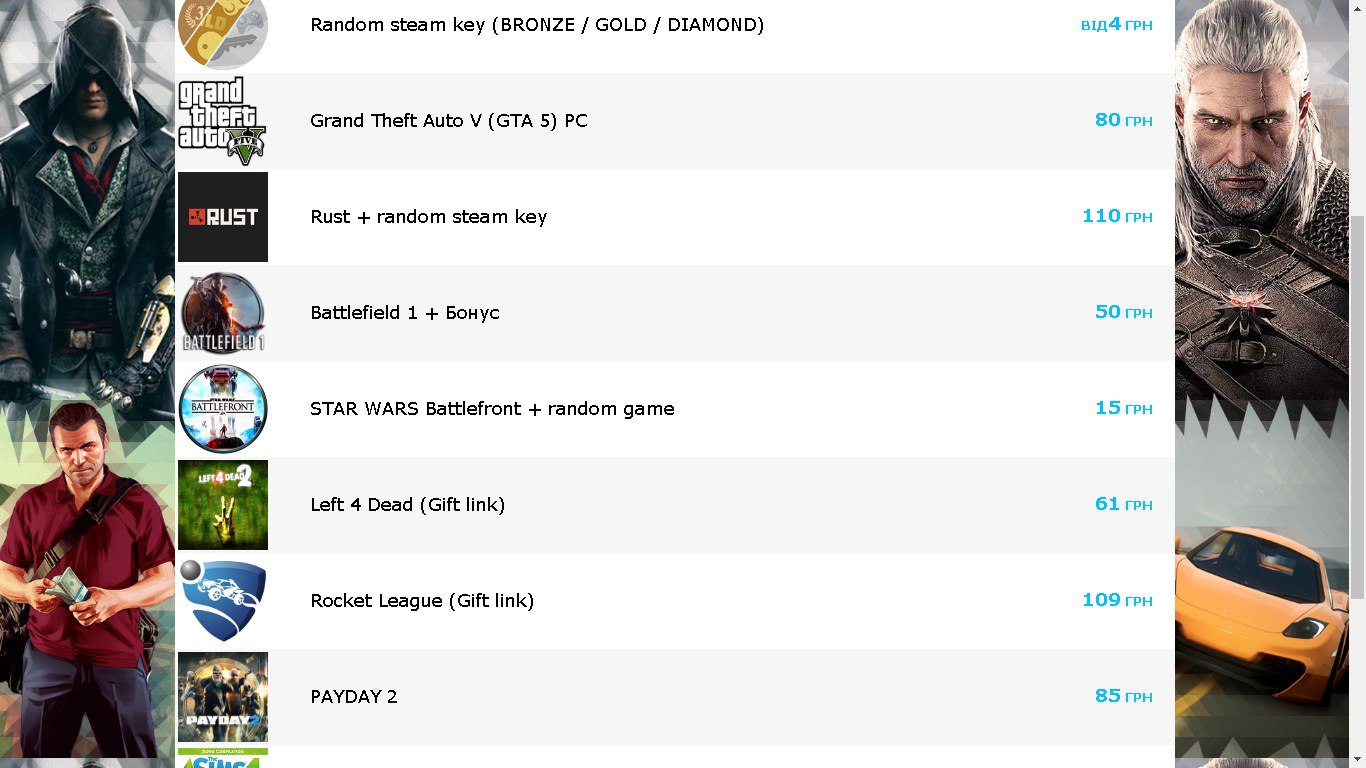 Random steam key (BRONZE / GOLD / DIAMOND)
від4 ГРН
grand
theft
auto V
FIVE
Grand Theft Auto V (GTA 5) PC
80 ГРН
RUST
Rust + random steam key
110 ГРН
BATTLEFIELD 1
Battlefield 1 + Бонус
50 ГРН
STAR WARS
BATTLEFRONT
STAR WARS Battlefront + random game
15 ГРН
LEFT 4 DEAD 2
Left 4 Dead (Gift link)
61 ГРН
Rocket League (Gift link)
109 ГРН
PAYDAY 2
PAYDAY 2
85 ГРН
The SIMS